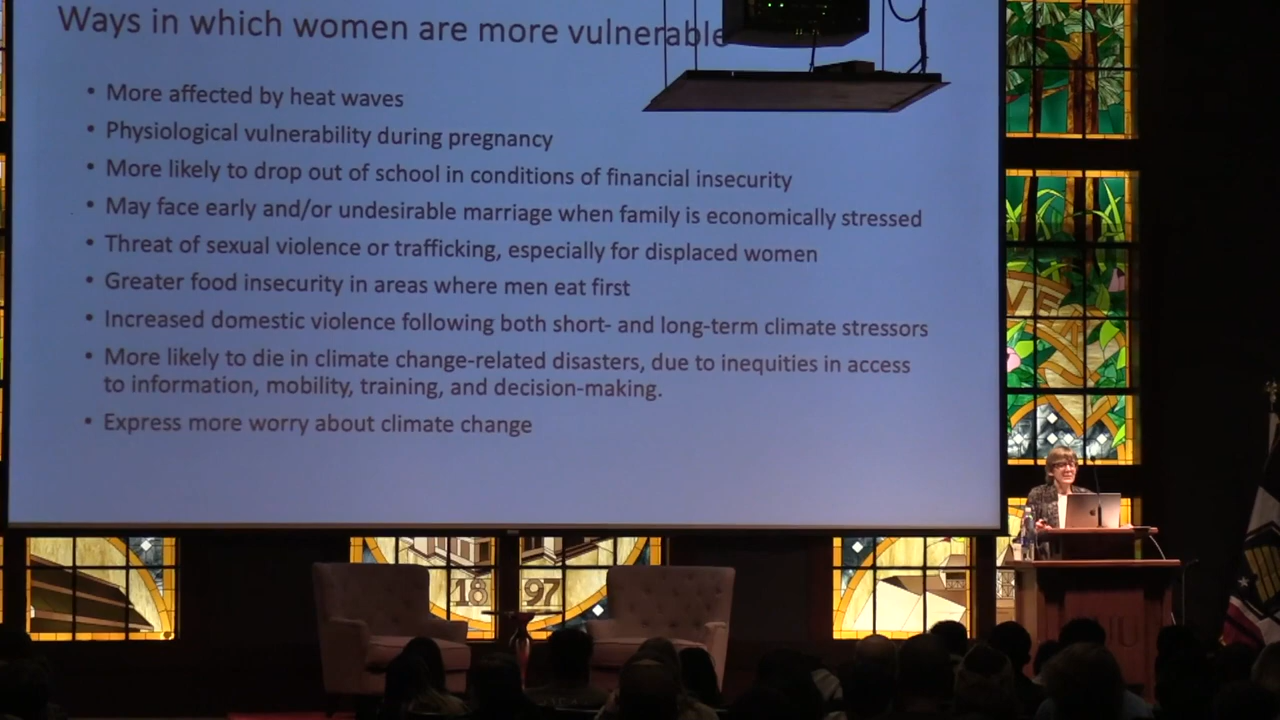 Ways in which women are more vulnerable
• More affected by heat waves
• Physiological vulnerability during pregnancy
• More likely to drop out of school in conditions of financial insecurity
• May face early and/or undesirable marriage when family is economically stressed
• Threat of sexual violence or trafficking, especially for displaced women
• Greater food insecurity in areas where men eat first
• Increased domestic violence following both short- and long-term climate stressors
• More likely to die in climate change-related disasters, due to inequities in access
to information, mobility, training, and decision-making.
• Express more worry about climate change
18 97